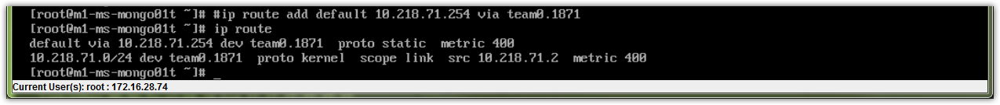 [root@m1-ms-mongo01t ~]# #ip route add default 10.218.71.254 via team0.1871
[root@m1-ms-mongo01t ~]# ip route
default via 10.218.71.254 dev team0.1871  proto static  metric 400
10.218.71.0/24 dev team0.1871  proto kernel  scope link  src 10.218.71.2  metric 400
[root@m1-ms-mongo01t ~]# _
Current User(s): root : 172.16.28.74